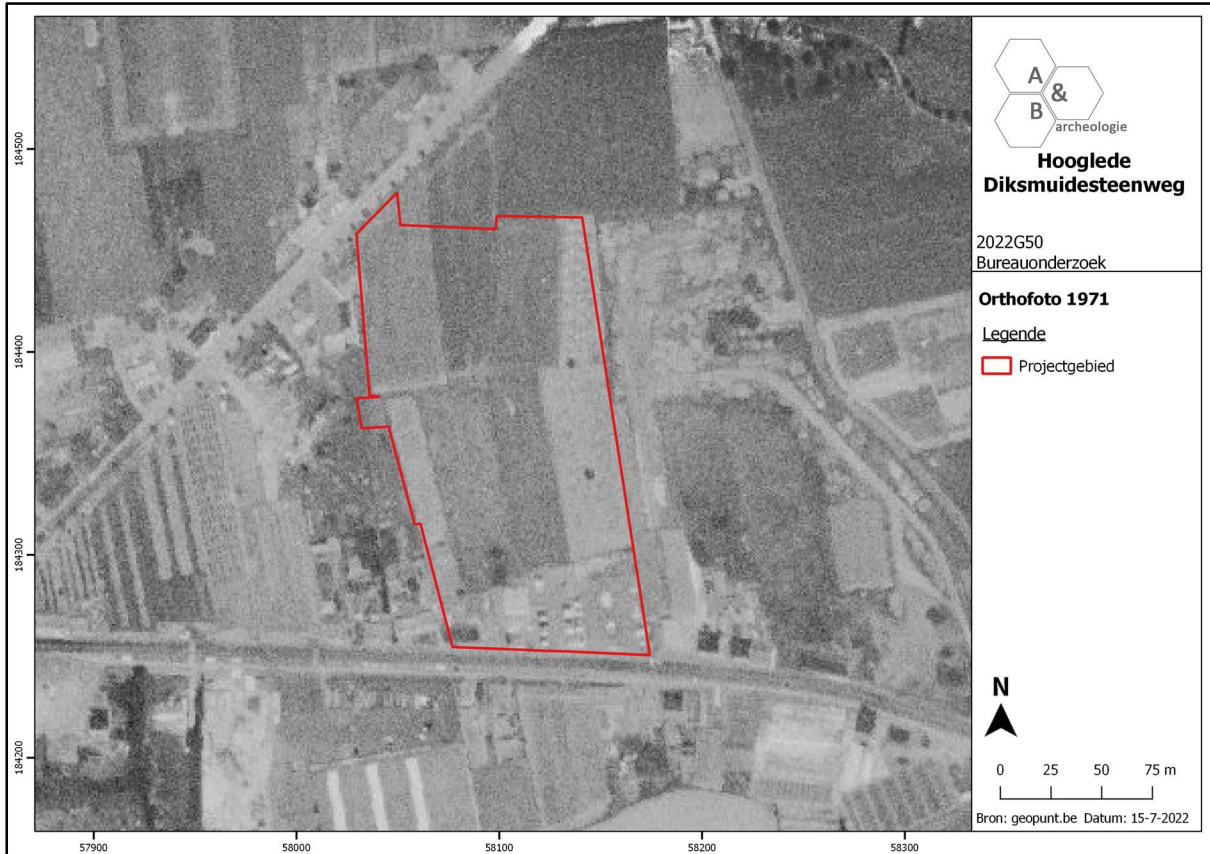 A
&
B
archeologie
Hooglede
Diksmuidesteenweg
2022G50
Bureauonderzoek
Orthofoto 1971
Legende
Projectgebied
N
0 25 50 75 m
Bron: geopunt.be Datum: 15-7-2022
184500
184400
184300
184200
57900 58000 58100 58200 58300